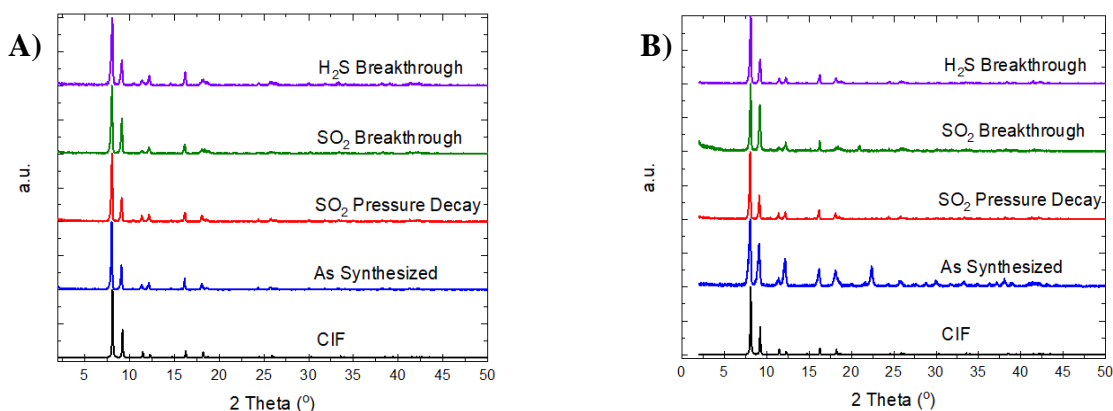 A)
H₂S Breakthrough
SO₂ Breakthrough
SO₂ Pressure Decay
As Synthesized
CIF
a.u.
5 10 15 20 25 30 35 40 45 50
2 Theta (°)
B)
H₂S Breakthrough
SO₂ Breakthrough
SO₂ Pressure Decay
As Synthesized
CIF
a.u.
0 5 10 15 20 25 30 35 40 45 50
2 Theta (°)